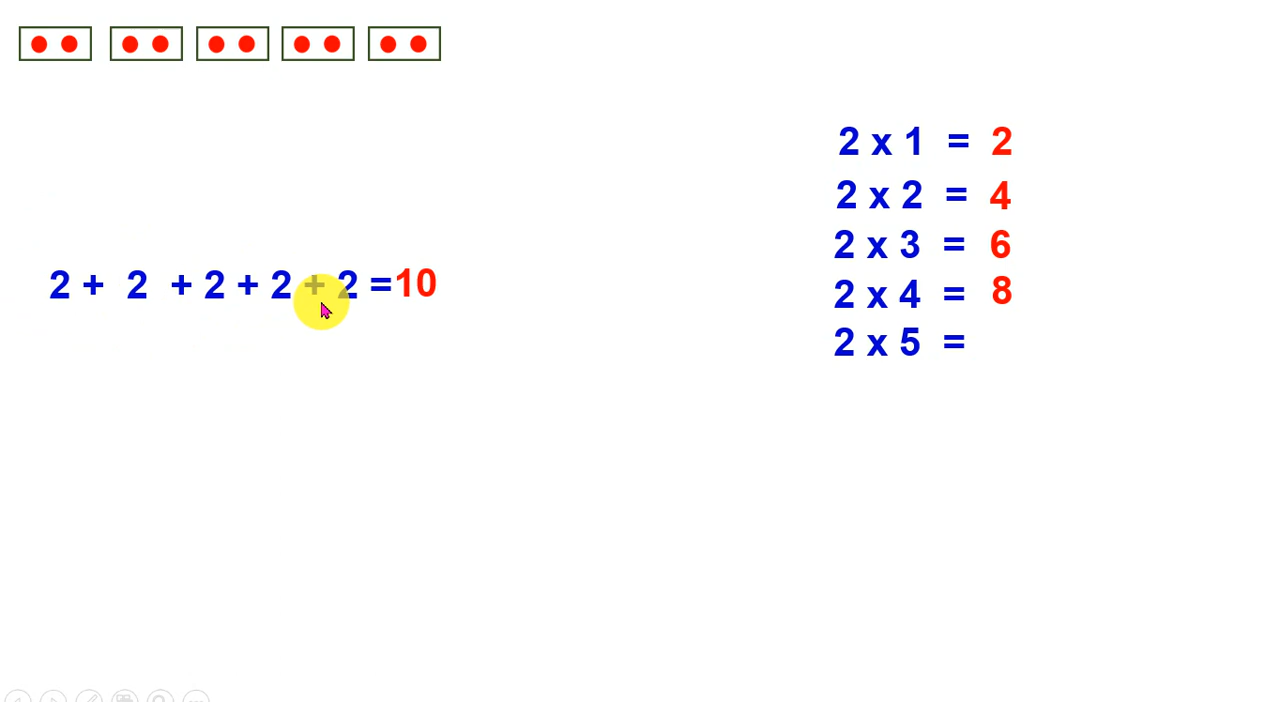 2 x 1 = 2
2 x 2 = 4
2 x 3 = 6
2 + 2 + 2 + 2 + 2 =10
2 x 4 = 8
2 x 5 =